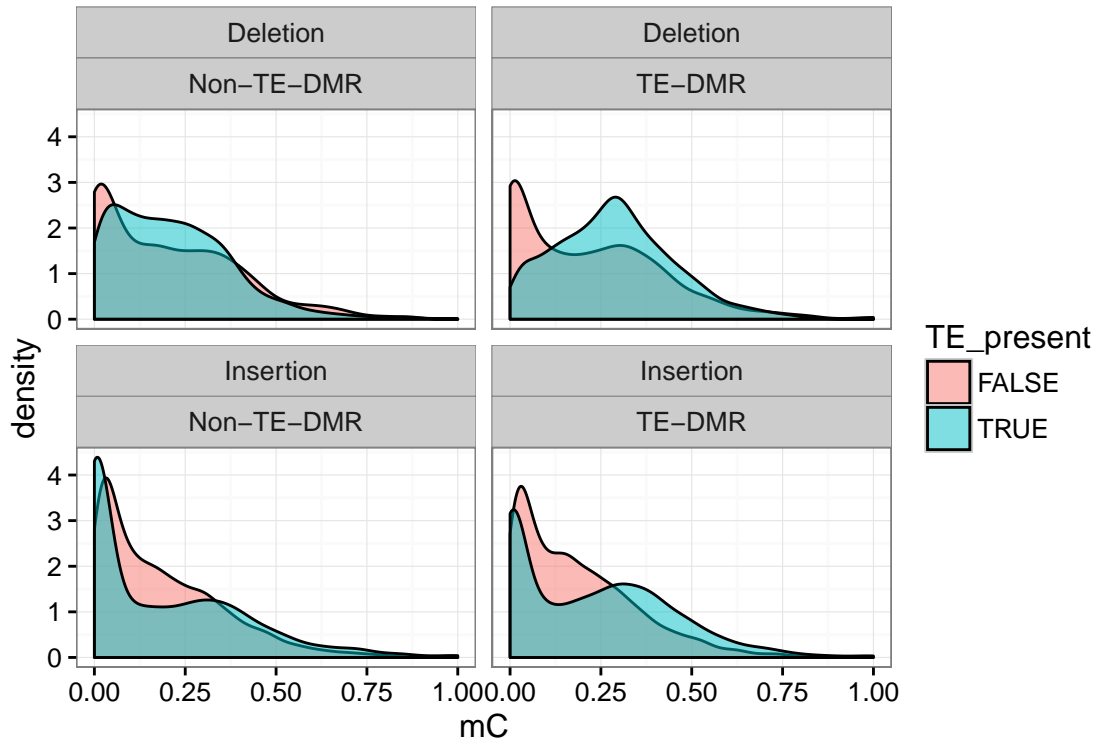 Deletion
Non−TE−DMR
Deletion
TE−DMR
4
3
2
1
0
Insertion
Non−TE−DMR
Insertion
TE−DMR
4
3
2
1
0
0.00 0.25 0.50 0.75 1.00
0.00 0.25 0.50 0.75 1.00
mC
density
TE_present
FALSE
TRUE